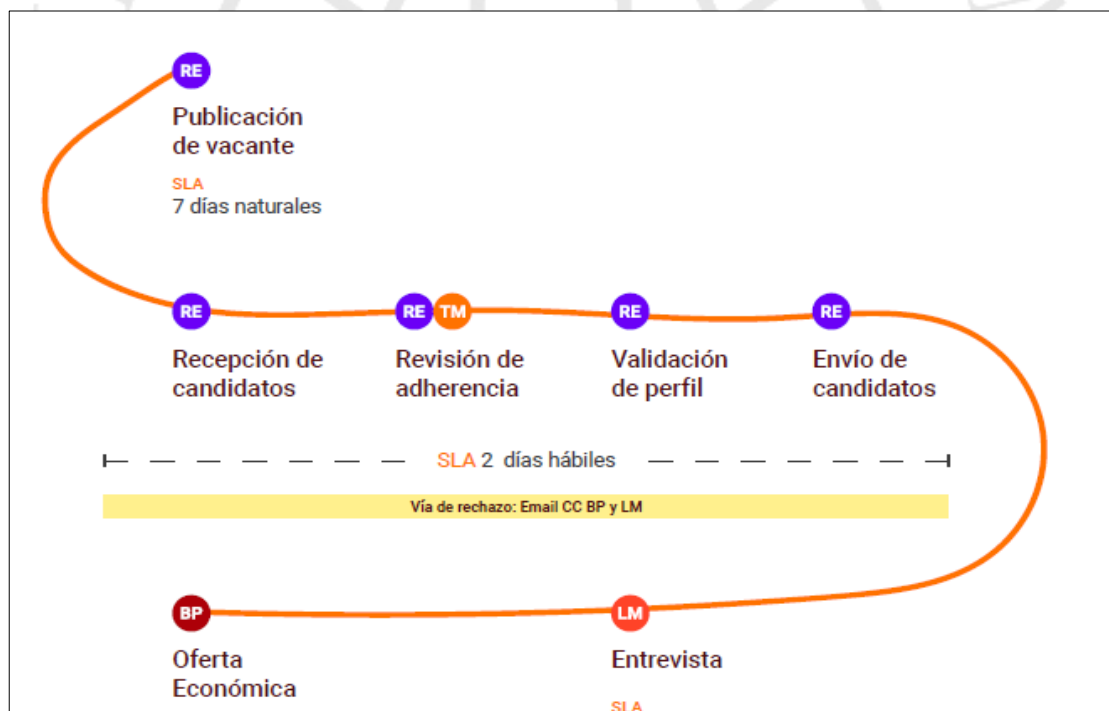 RE
Publicación
de vacante
SLA
7 días naturales
RE
RE TM
RE
RE
Recepción de
candidatos
Revisión de
adherencia
Validación
de perfil
Envío de
candidatos
SLA 2 días hábiles
Vía de rechazo: Email CC BP y LM
BP
LM
Oferta
Económica
Entrevista
SLA